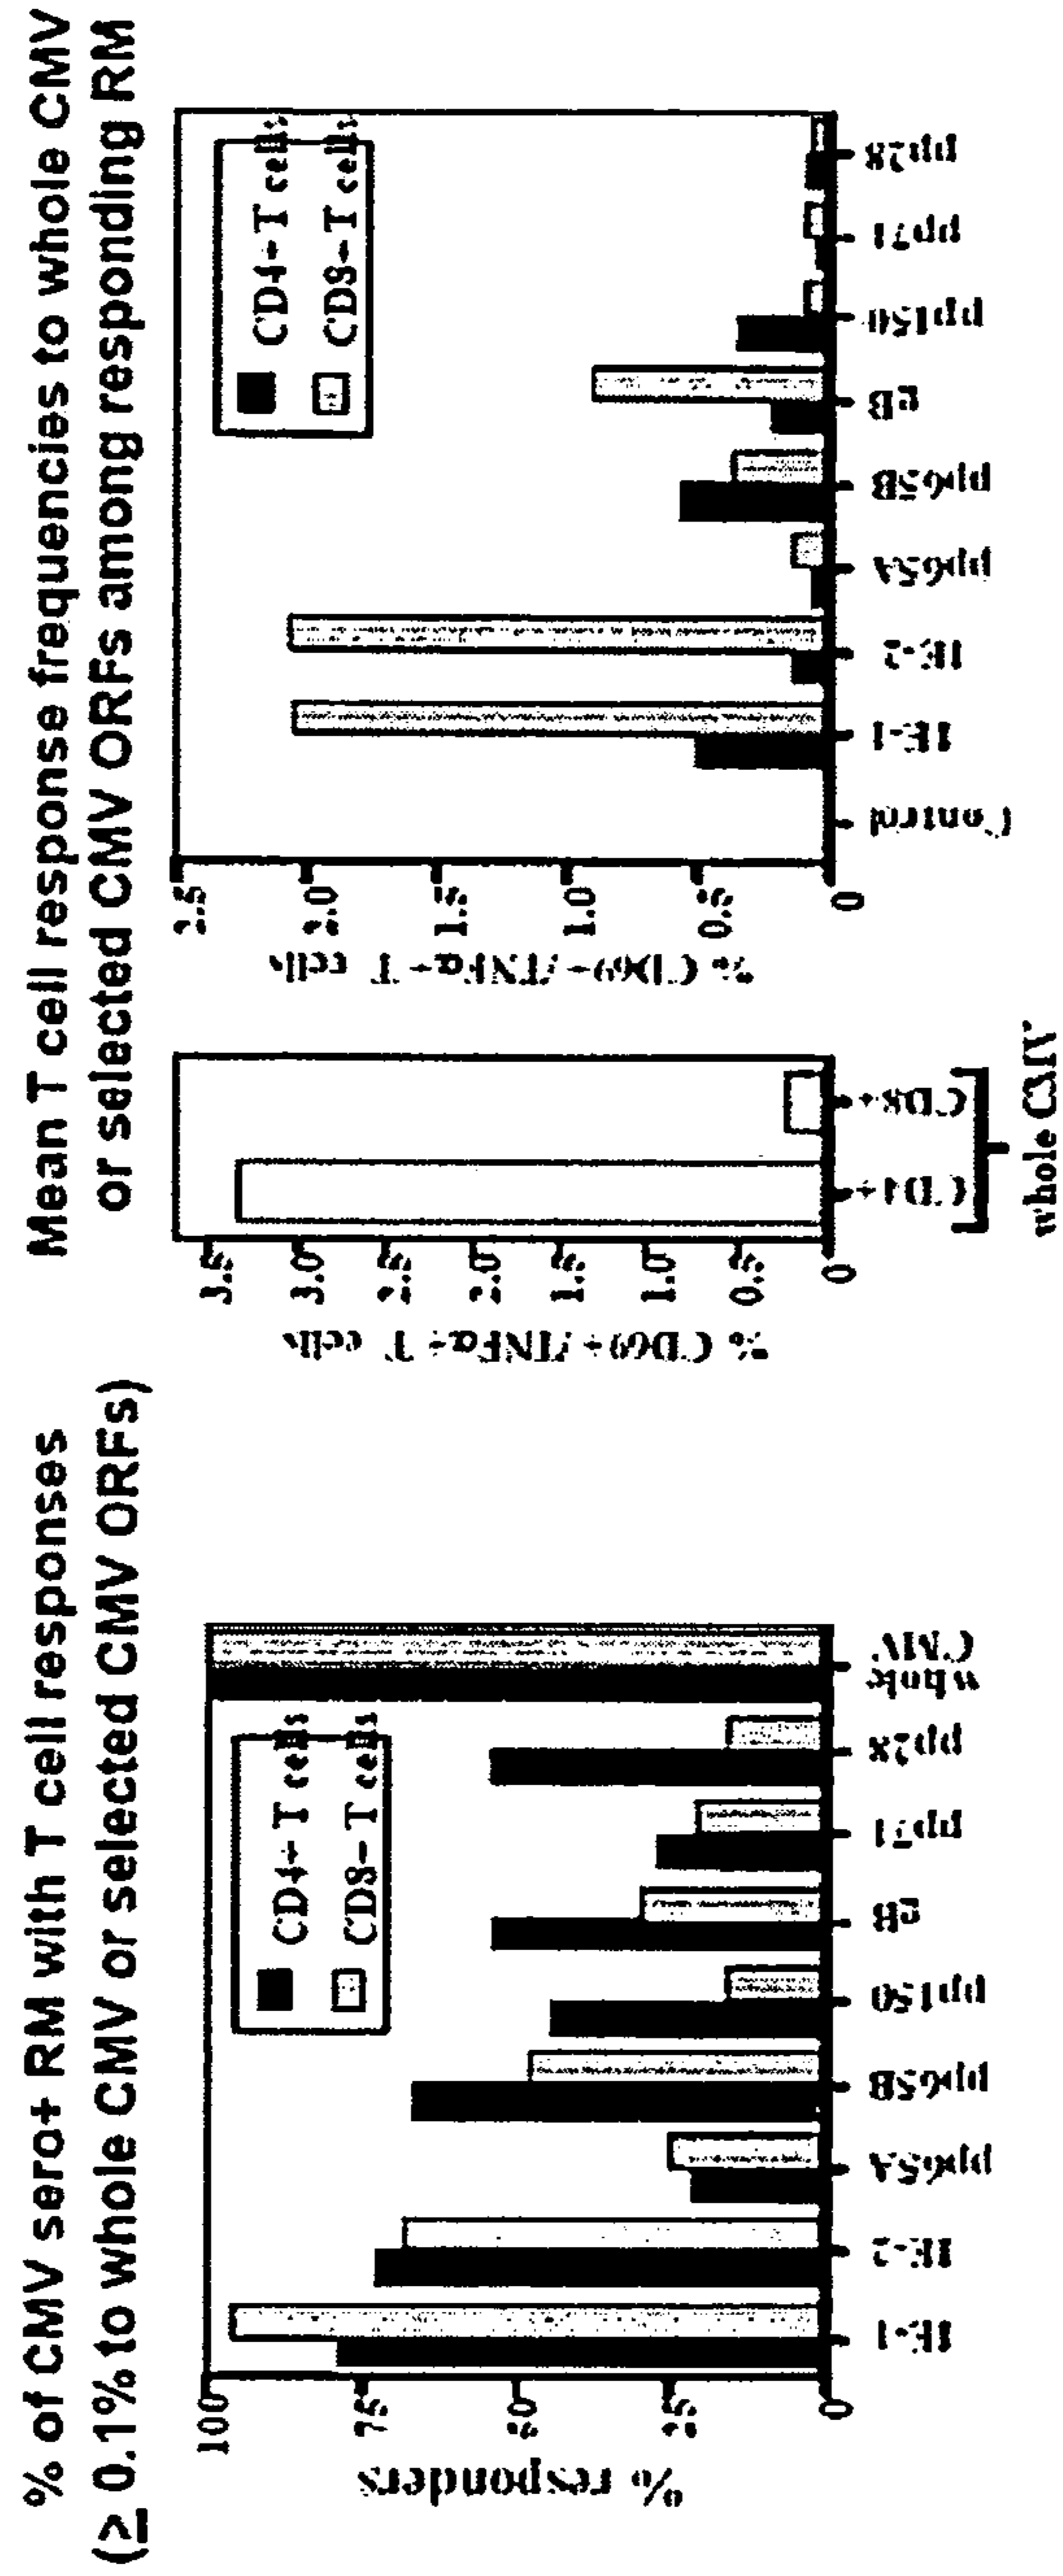 % of CMV sero+ RM with T cell responses
(≥ 0.1% to whole CMV or selected CMV ORFs)
% responders
100
75
50
25
0
CD4+ T cells
CD8+ T cells
IE-1
IE-2
pp65A
pp65B
pp150
gB
pp71
pp28
whole
CMV
Mean T cell response frequencies to whole CMV
or selected CMV ORFs among responding RM
% CD69+/TNFα+ T cells
3.5
3.0
2.5
2.0
1.5
1.0
0.5
0
CD4+
CD8+
whole CMV
% CD69+/TNFα+ T cells
2.5
2.0
1.5
1.0
0.5
0
CD4+ T cells
CD8+ T cells
Control
IE-1
IE-2
pp65A
pp65B
gB
pp150
pp71
pp28